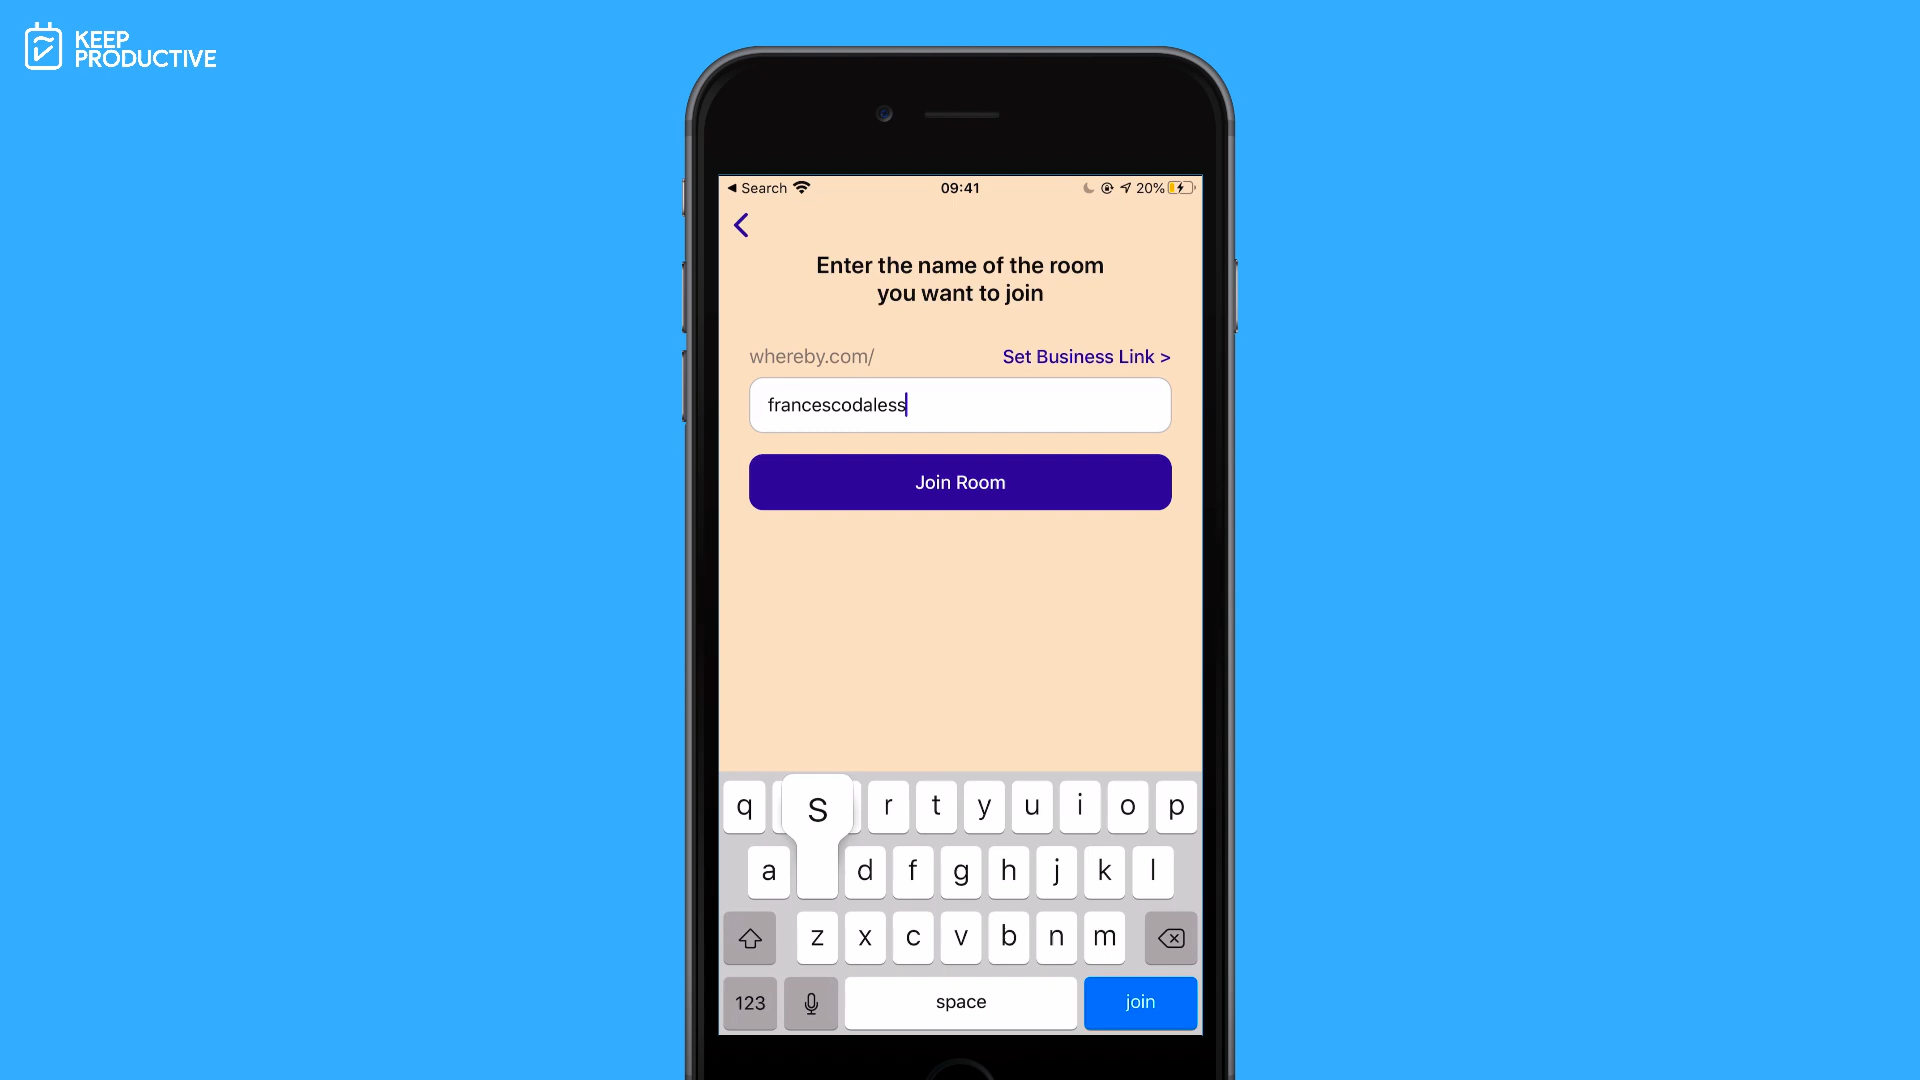 KEEP
PRODUCTIVE
Search 09:41 20%
Enter the name of the room
you want to join
whereby.com/ Set Business Link >
francescodaless
Join Room
q S r t y u i o p
a d f g h j k l
z x c v b n m
123 space join